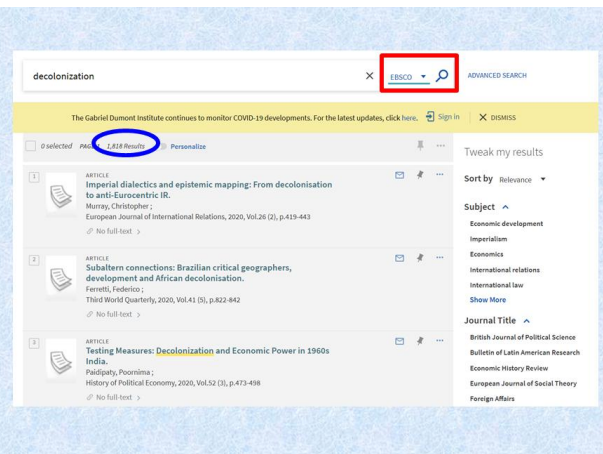 decolonization
EBSCO
ADVANCED SEARCH
The Gabriel Dumont Institute continues to monitor COVID-19 developments. For the latest updates, click here. Sign in DISMISS
0 selected PAGE 1 1,818 Results Personalize
Tweak my results
Sort by Relevance
Subject
Economic development
Imperialism
Economics
International relations
International law
Show More
Journal Title
British Journal of Political Science
Bulletin of Latin American Research
Economic History Review
European Journal of Social Theory
Foreign Affairs
1
ARTICLE
Imperial dialectics and epistemic mapping: From decolonisation
to anti-Eurocentric IR.
Murray, Christopher ;
European Journal of International Relations, 2020, Vol.26 (2), p.419-443
No full-text
2
ARTICLE
Subaltern connections: Brazilian critical geographers,
development and African decolonisation.
Ferretti, Federico ;
Third World Quarterly, 2020, Vol.41 (5), p.822-842
No full-text
3
ARTICLE
Testing Measures: Decolonization and Economic Power in 1960s
India.
Paidipaty, Poornima ;
History of Political Economy, 2020, Vol.52 (3), p.473-498
No full-text